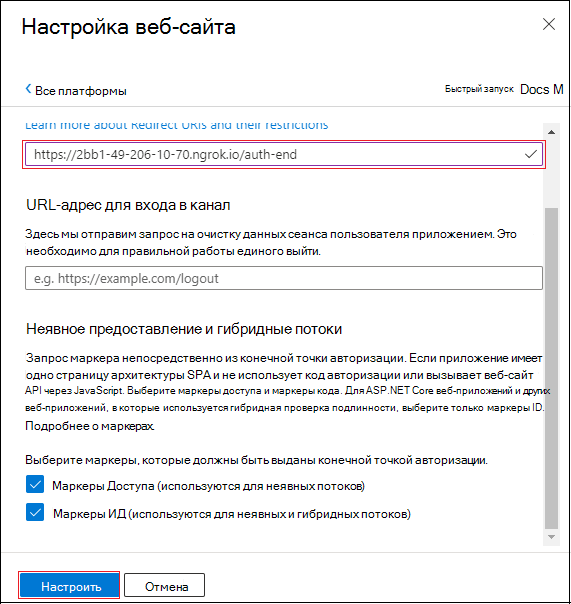 Настройка веб-сайта
Все платформы
Быстрый запуск Docs M
Learn more about Redirect URIs and their restrictions
https://2bb1-49-206-10-70.ngrok.io/auth-end
URL-адрес для входа в канал
Здесь мы отправим запрос на очистку данных сеанса пользователя приложением. Это
необходимо для правильной работы единого выйти.
e.g. https://example.com/logout
Неявное предоставление и гибридные потоки
Запрос маркера непосредственно из конечной точки авторизации. Если приложение имеет
одно страницу архитектуры SPA и не использует код авторизации или вызывает веб-сайт
API через JavaScript. Выберите маркеры доступа и маркеры кода. Для ASP.NET Core веб-приложений и других
веб-приложений, в которые используется гибридная проверка подлинности, выберите только маркеры ID.
Подробнее о маркерах.
Выберите маркеры, которые должны быть выданы конечной точкой авторизации.
Маркеры Доступа (используются для неявных потоков)
Маркеры ИД (используются для неявных и гибридных потоков)
Настроить
Отмена